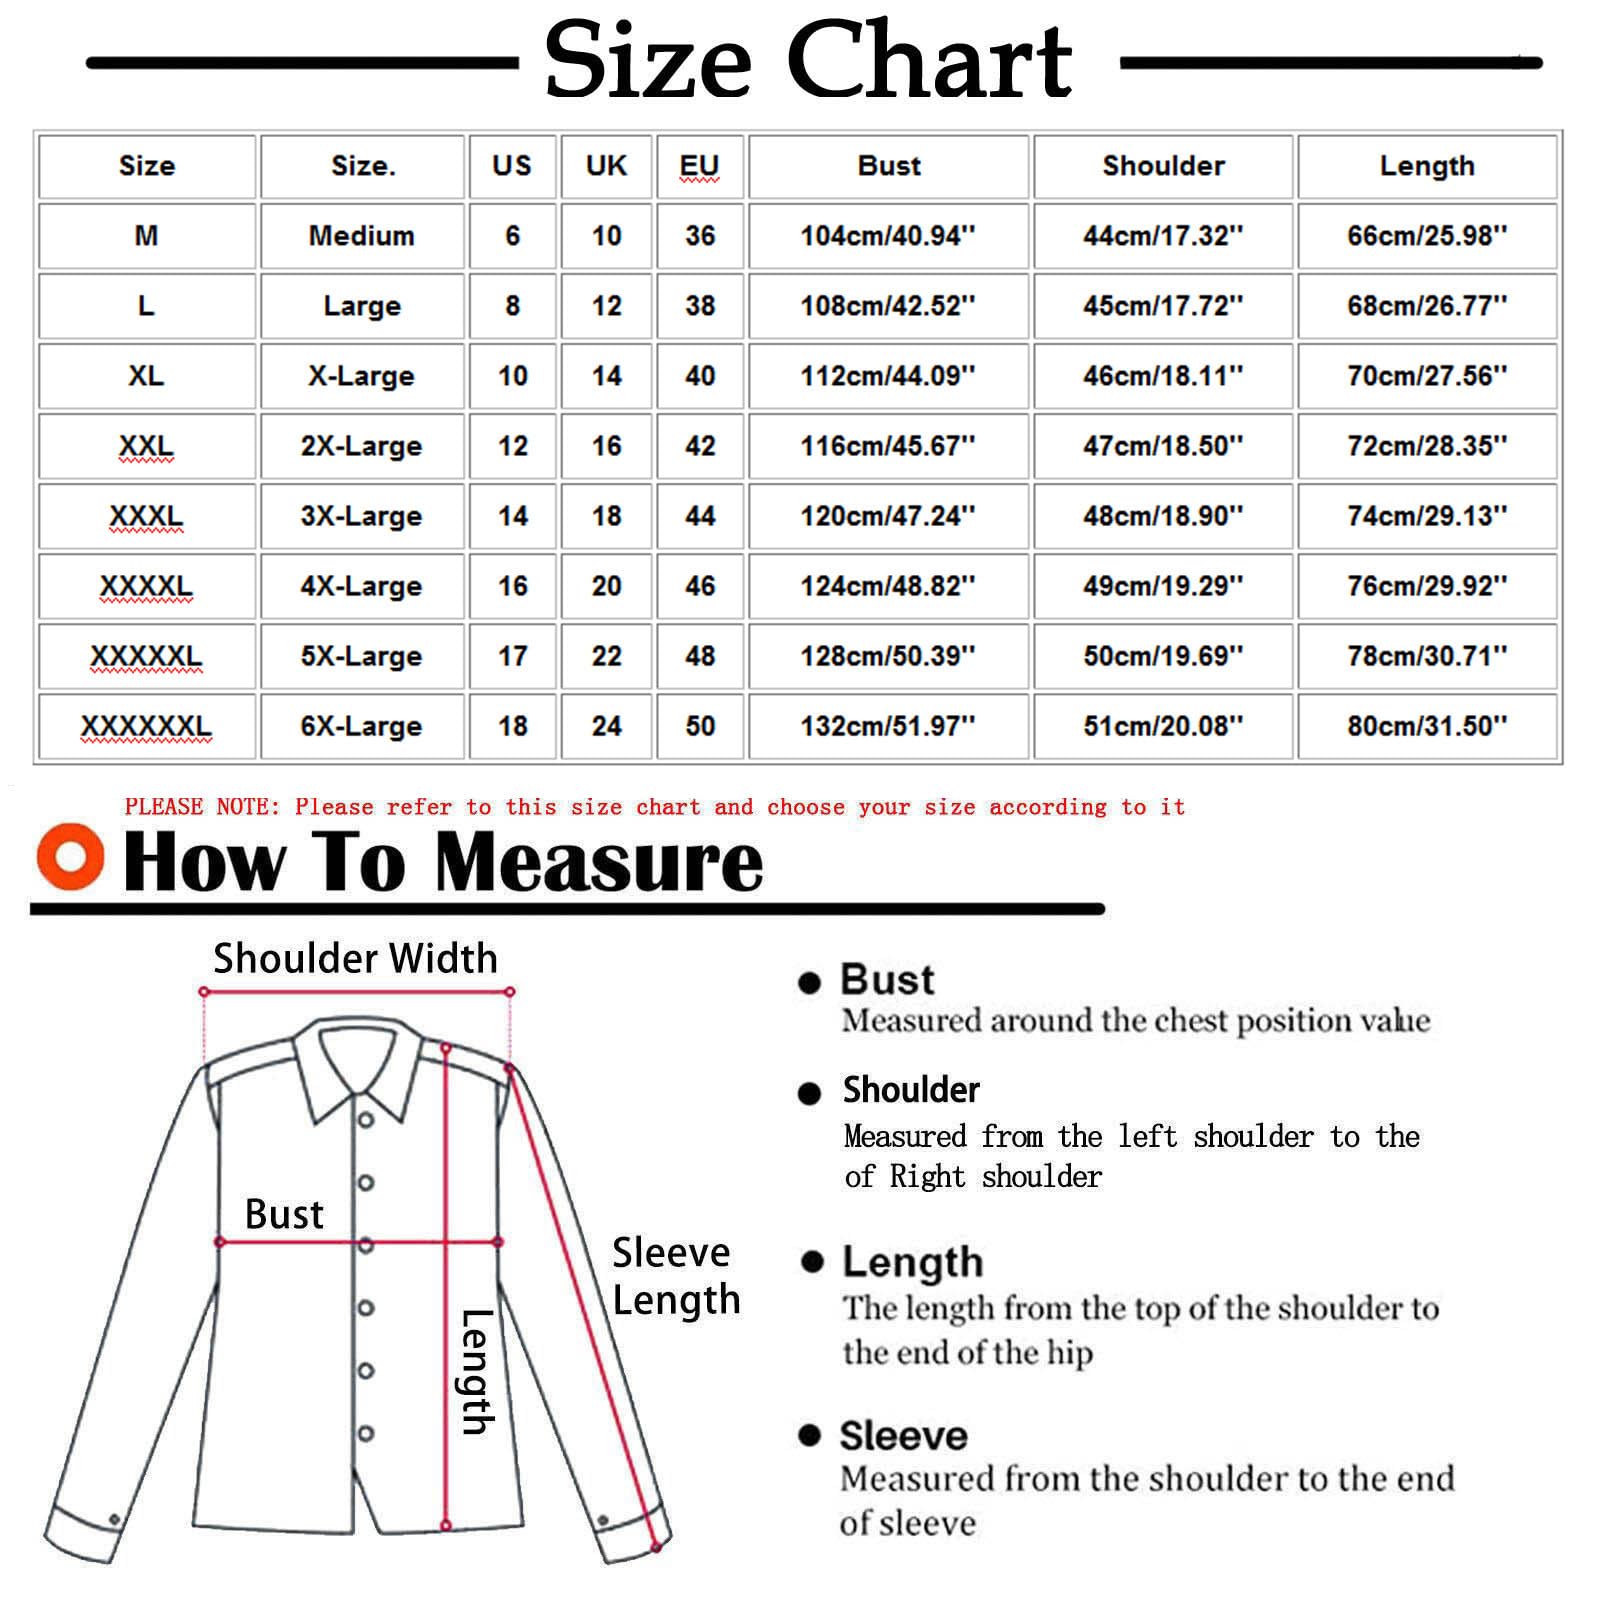 Size Chart
Size Size. US UK EU Bust Shoulder Length
M Medium 6 10 36 104cm/40.94'' 44cm/17.32'' 66cm/25.98''
L Large 8 12 38 108cm/42.52'' 45cm/17.72'' 68cm/26.77''
XL X-Large 10 14 40 112cm/44.09'' 46cm/18.11'' 70cm/27.56''
XXL 2X-Large 12 16 42 116cm/45.67'' 47cm/18.50'' 72cm/28.35''
XXXL 3X-Large 14 18 44 120cm/47.24'' 48cm/18.90'' 74cm/29.13''
XXXXL 4X-Large 16 20 46 124cm/48.82'' 49cm/19.29'' 76cm/29.92''
XXXXXL 5X-Large 17 22 48 128cm/50.39'' 50cm/19.69'' 78cm/30.71''
XXXXXXL 6X-Large 18 24 50 132cm/51.97'' 51cm/20.08'' 80cm/31.50''
PLEASE NOTE: Please refer to this size chart and choose your size according to it
How To Measure
Shoulder Width
Bust
Length
Sleeve
Length
Bust
Measured around the chest position value
Shoulder
Measured from the left shoulder to the
of Right shoulder
Length
The length from the top of the shoulder to
the end of the hip
Sleeve
Measured from the shoulder to the end
of sleeve